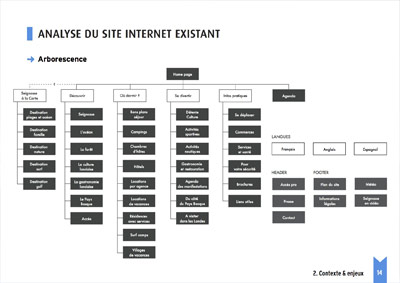 ANALYSE DU SITE INTERNET EXISTANT
Arborescence
Home page
Seignosse
à la Carte
Découvrir
Où dormir ?
Se divertir
Infos pratiques
Agenda
Destination
plages et océan
Destination
famille
Destination
nature
Destination
surf
Destination
golf
Seignosse
L'océan
La forêt
La culture
landaise
La gastronomie
landaise
Le Pays
Basque
Accès
Bons plans
séjour
Campings
Chambres
d'hôtes
Hôtels
Locations
par agence
Locations
de vacances
Résidences
avec services
Surf camps
Villages
de vacances
Détente
Culture
Activités
sportives
Activités
nautiques
Gastronomie
et restauration
Agenda
des manifestations
Du côté
du Pays Basque
A visiter
dans les Landes
Se déplacer
Commerces
Services
et santé
Pour
votre sécurité
Brochures
Liens utiles
LANGUES
Français
Anglais
Espagnol
HEADER
Accès pro
Presse
Contact
FOOTER
Plan du site
Météo
Informations
légales
Seignosse
en vidéo
2. Contexte & enjeux
14